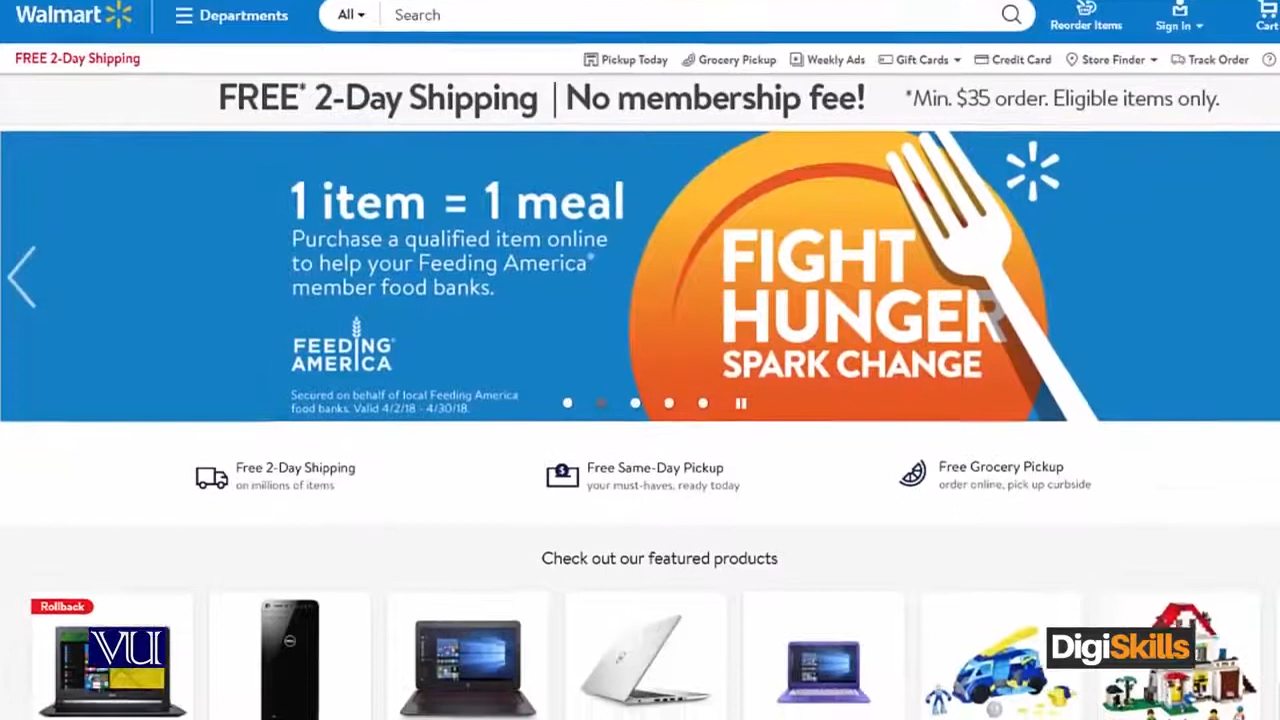 Walmart
Departments
All
Search
Reorder Items
Sign In
Cart
FREE 2-Day Shipping
Pickup Today
Grocery Pickup
Weekly Ads
Gift Cards
Credit Card
Store Finder
Track Order
FREE* 2-Day Shipping | No membership fee! *Min. $35 order. Eligible items only.
1 item = 1 meal
Purchase a qualified item online
to help your Feeding America®
member food banks.
FEEDING
AMERICA®
Secured on behalf of local Feeding America
food banks. Valid 4/2/18 - 4/30/18.
FIGHT
HUNGER
SPARK CHANGE
Free 2-Day Shipping
on millions of items
Free Same-Day Pickup
your must-haves, ready today
Free Grocery Pickup
order online, pick up curbside
Check out our featured products
Rollback
VU
DELL
DigiSkills